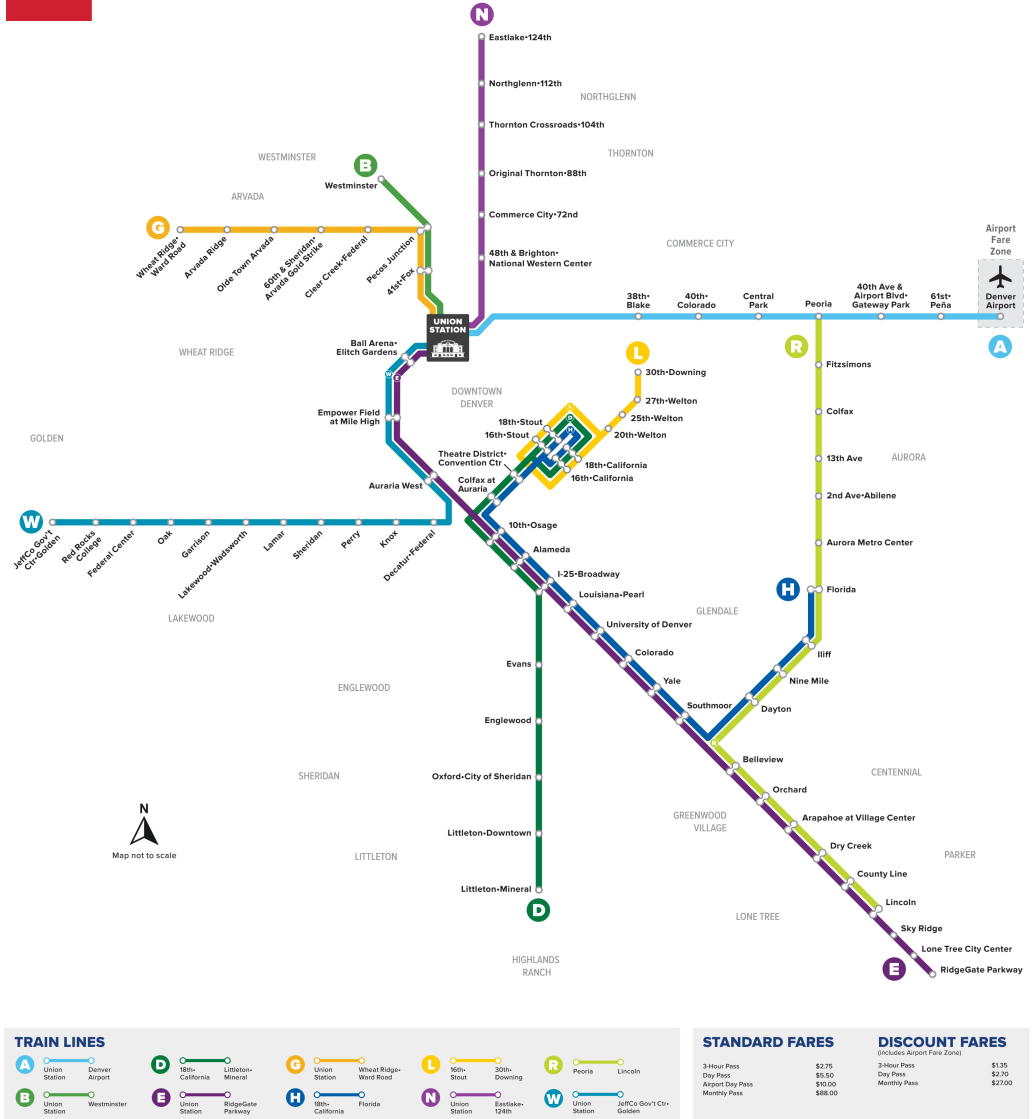 N
Eastlake•124th
Northglenn•112th
NORTHGLENN
Thornton Crossroads•104th
THORNTON
WESTMINSTER
B
Westminster
Original Thornton•88th
ARVADA
Commerce City•72nd
G
Wheat Ridge•
Ward Road
Arvada Ridge
Olde Town Arvada
60th & Sheridan•
Arvada Gold Strike
Clear Creek•Federal
Pecos Junction
41st•Fox
48th & Brighton•
National Western Center
COMMERCE CITY
Airport
Fare
Zone
UNION
STATION
38th•
Blake
40th•
Colorado
Central
Park
Peoria
40th Ave &
Airport Blvd•
Gateway Park
61st•
Peña
Denver
Airport
A
R
WHEAT RIDGE
Ball Arena•
Elitch Gardens
W
E
L
30th•Downing
27th•Welton
25th•Welton
20th•Welton
DOWNTOWN
DENVER
Fitzsimons
Colfax
13th Ave
AURORA
2nd Ave•Abilene
Aurora Metro Center
Empower Field
at Mile High
L
D
H
18th•Stout
16th•Stout
Theatre District•
Convention Ctr
18th•California
16th•California
Colfax at
Auraria
GOLDEN
Auraria West
W
JeffCo Gov't
Ctr•Golden
Red Rocks
College
Federal Center
Oak
Garrison
Lakewood•Wadsworth
Lamar
Sheridan
Perry
Knox
Decatur•Federal
10th•Osage
Alameda
I-25•Broadway
Louisiana•Pearl
University of Denver
Colorado
Yale
Southmoor
GLENDALE
H
Florida
Iliff
Nine Mile
Dayton
LAKEWOOD
Evans
ENGLEWOOD
Englewood
SHERIDAN
Oxford•City of Sheridan
Belleview
CENTENNIAL
Orchard
GREENWOOD
VILLAGE
Arapahoe at Village Center
N
Map not to scale
Littleton•Downtown
LITTLETON
Dry Creek
PARKER
County Line
Littleton•Mineral
D
Lincoln
LONE TREE
Sky Ridge
Lone Tree City Center
HIGHLANDS
RANCH
E
RidgeGate Parkway
TRAIN LINES
A
Union
Station
Denver
Airport
D
18th•
California
Littleton•
Mineral
G
Union
Station
Wheat Ridge•
Ward Road
L
16th•
Stout
30th•
Downing
R
Peoria
Lincoln
B
Union
Station
Westminster
E
Union
Station
RidgeGate
Parkway
H
18th•
California
Florida
N
Union
Station
Eastlake•
124th
W
Union
Station
JeffCo Gov't Ctr•
Golden
STANDARD FARES
3-Hour Pass $2.75
Day Pass $5.50
Airport Day Pass $10.00
Monthly Pass $88.00
DISCOUNT FARES
(includes Airport Fare Zone)
3-Hour Pass $1.35
Day Pass $2.70
Monthly Pass $27.00